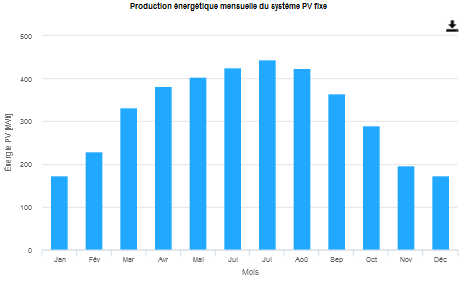 Production énergétique mensuelle du système PV fixe
500
400
300
200
100
0
Énergie PV [kWh]
Jan Fév Mar Avr Mai Jui Jul Aoû Sep Oct Nov Déc
Mois